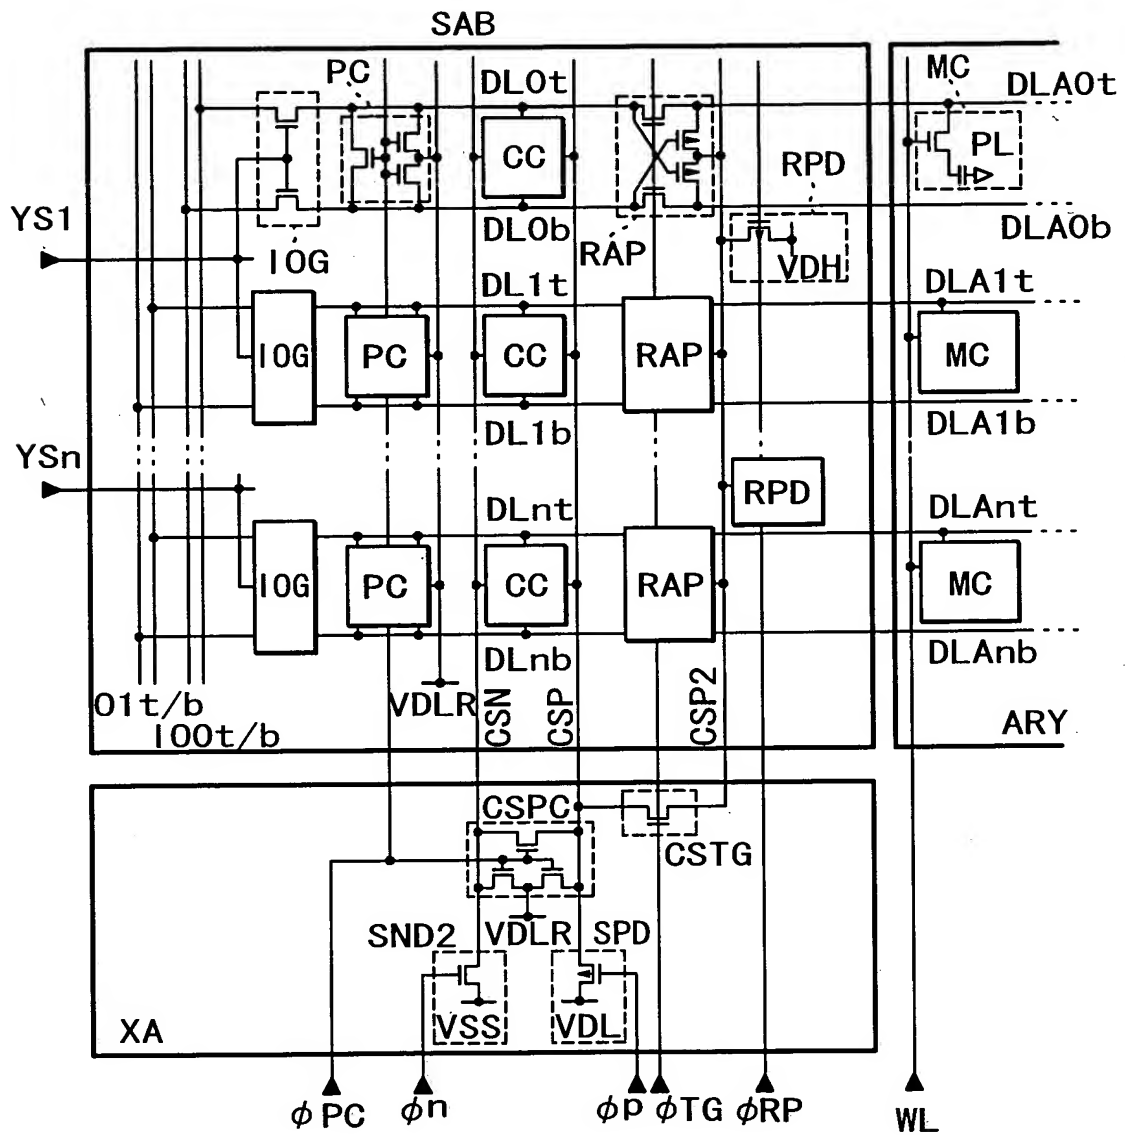 SAB
PC
DL0t
MC
DLA0t
CC
PL
RPD
YS1
IOG
DL0b
RAP
VDH
DLA0b
DL1t
DLA1t
IOG
PC
CC
RAP
MC
DL1b
DLA1b
YSn
RPD
DLnt
DLAnt
IOG
PC
CC
RAP
MC
DLnb
DLAnb
O1t/b
VDLR
CSN
CSP
CSP2
IO0t/b
ARY
CSPC
CSTG
SND2
VDLR
SPD
VSS
VDL
XA
φPC
φn
φp
φTG
φRP
WL